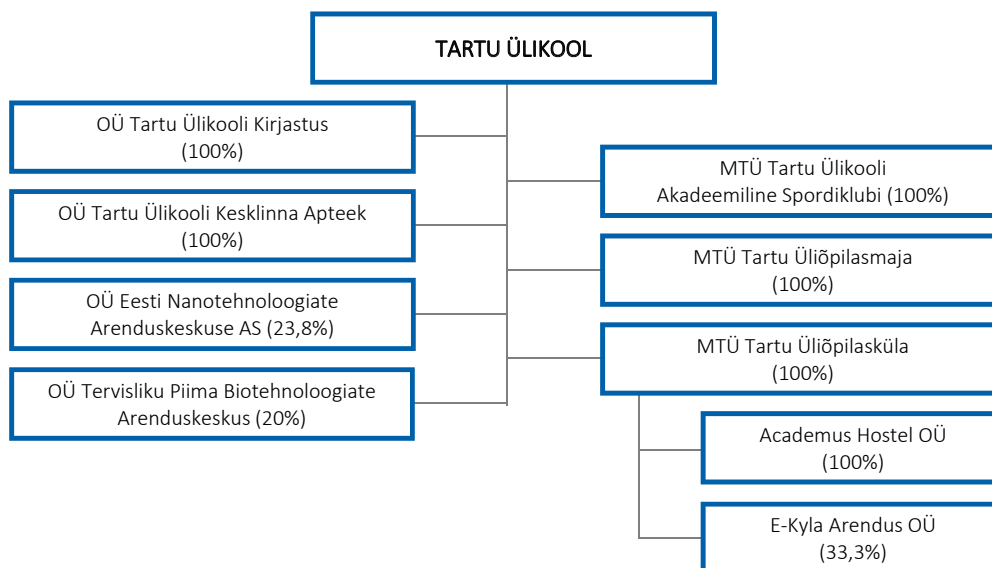 TARTU ÜLIKOOL
OÜ Tartu Ülikooli Kirjastus
(100%)
OÜ Tartu Ülikooli Kesklinna Apteek
(100%)
OÜ Eesti Nanotehnoloogiate
Arenduskeskuse AS (23,8%)
OÜ Tervisliku Piima Biotehnoloogiate
Arenduskeskus (20%)
MTÜ Tartu Ülikooli
Akadeemiline Spordiklubi (100%)
MTÜ Tartu Üliõpilasmaja
(100%)
MTÜ Tartu Üliõpilasküla
(100%)
Academus Hostel OÜ
(100%)
E-Kyla Arendus OÜ
(33,3%)